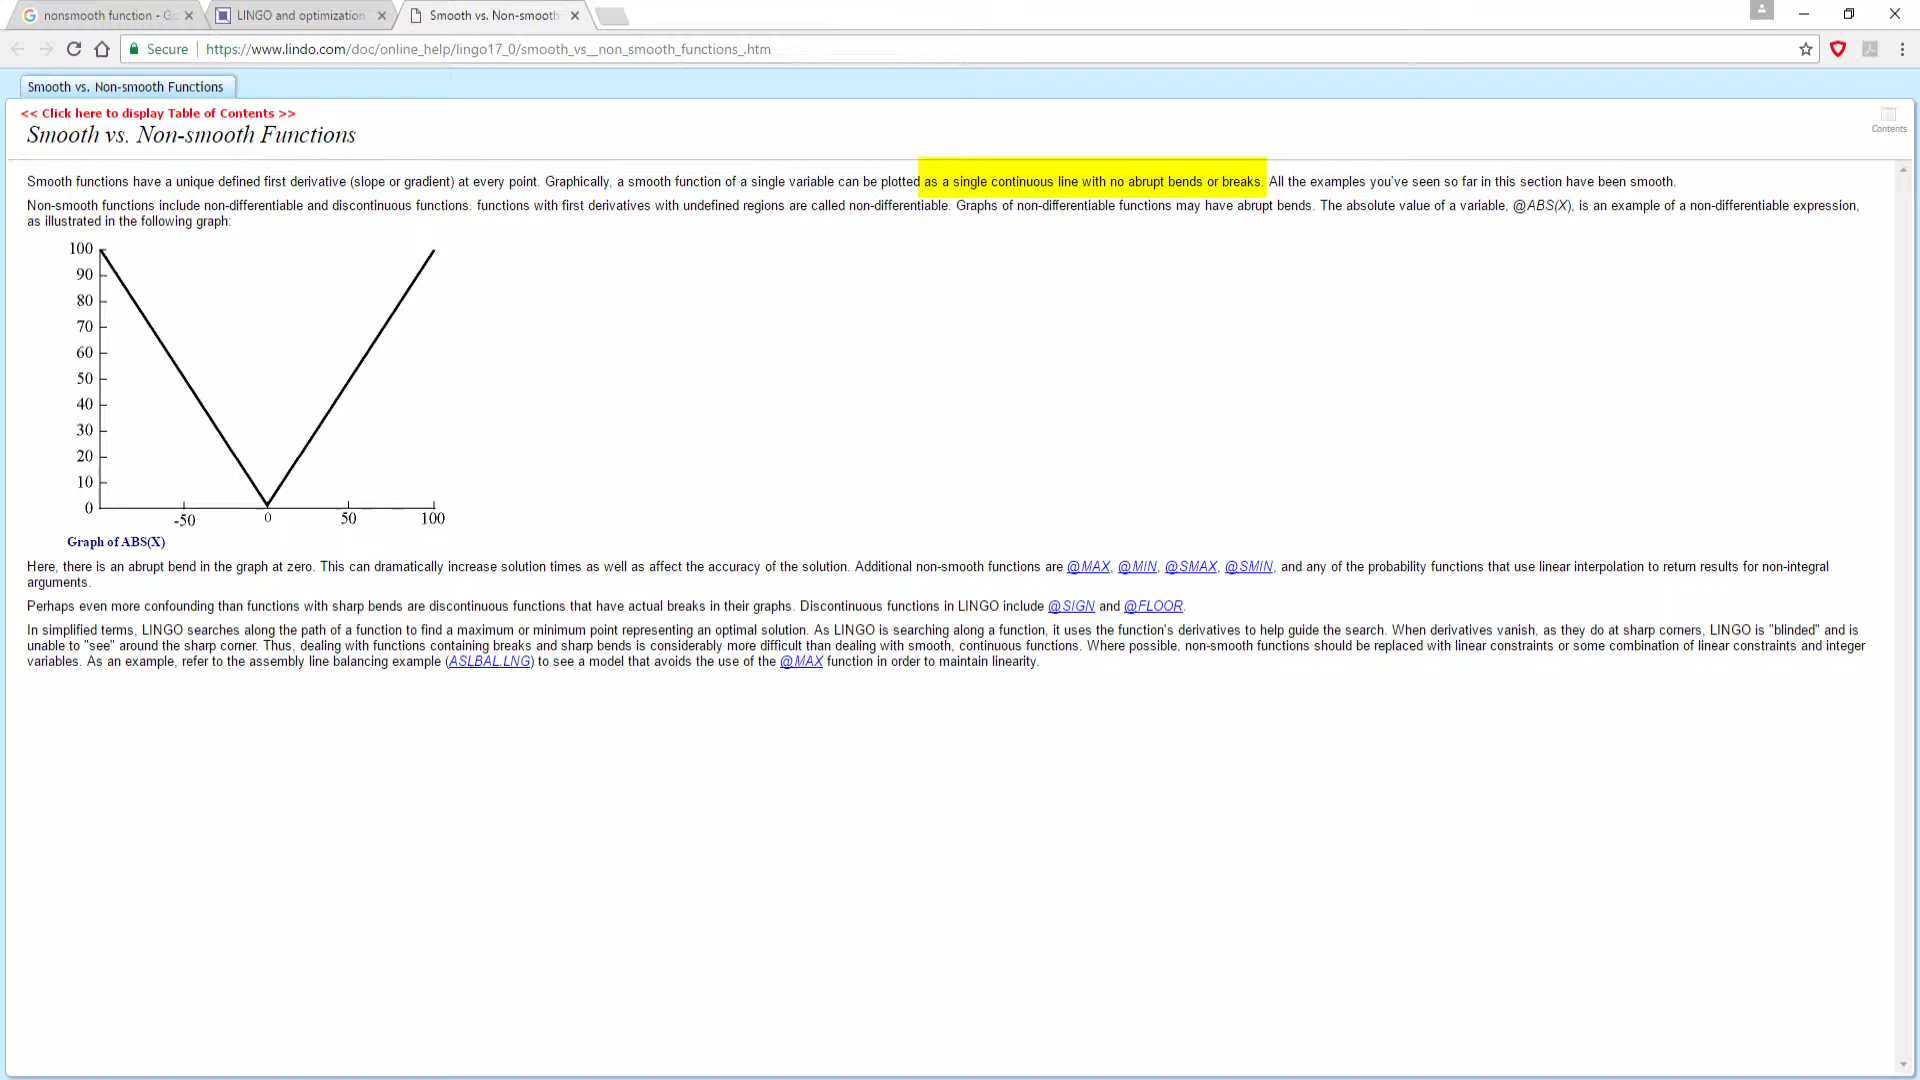 nonsmooth function - G
LINGO and optimization
Smooth vs. Non-smooth
Secure
https://www.lindo.com/doc/online_help/lingo17_0/smooth_vs__non_smooth_functions_.htm
Smooth vs. Non-smooth Functions
<< Click here to display Table of Contents >>
Smooth vs. Non-smooth Functions
Contents
Smooth functions have a unique defined first derivative (slope or gradient) at every point. Graphically, a smooth function of a single variable can be plotted as a single continuous line with no abrupt bends or breaks. All the examples you've seen so far in this section have been smooth.
Non-smooth functions include non-differentiable and discontinuous functions. functions with first derivatives with undefined regions are called non-differentiable. Graphs of non-differentiable functions may have abrupt bends. The absolute value of a variable, @ABS(X), is an example of a non-differentiable expression,
as illustrated in the following graph:
100
90
80
70
60
50
40
30
20
10
0
-50
0
50
100
Graph of ABS(X)
Here, there is an abrupt bend in the graph at zero. This can dramatically increase solution times as well as affect the accuracy of the solution. Additional non-smooth functions are @MAX, @MIN, @SMAX, @SMIN, and any of the probability functions that use linear interpolation to return results for non-integral
arguments.
Perhaps even more confounding than functions with sharp bends are discontinuous functions that have actual breaks in their graphs. Discontinuous functions in LINGO include @SIGN and @FLOOR.
In simplified terms, LINGO searches along the path of a function to find a maximum or minimum point representing an optimal solution. As LINGO is searching along a function, it uses the function's derivatives to help guide the search. When derivatives vanish, as they do at sharp corners, LINGO is "blinded" and is
unable to "see" around the sharp corner. Thus, dealing with functions containing breaks and sharp bends is considerably more difficult than dealing with smooth, continuous functions. Where possible, non-smooth functions should be replaced with linear constraints or some combination of linear constraints and integer
variables. As an example, refer to the assembly line balancing example (ASLBAL.LNG) to see a model that avoids the use of the @MAX function in order to maintain linearity.